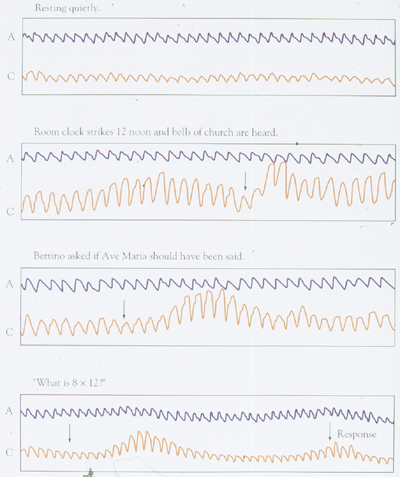 Resting quietly.
A
C
Room clock strikes 12 noon and bells of church are heard.
A
C
Bertino asked if Ave Maria should have been said.
A
C
"What is 8 × 12?"
A
Response
C